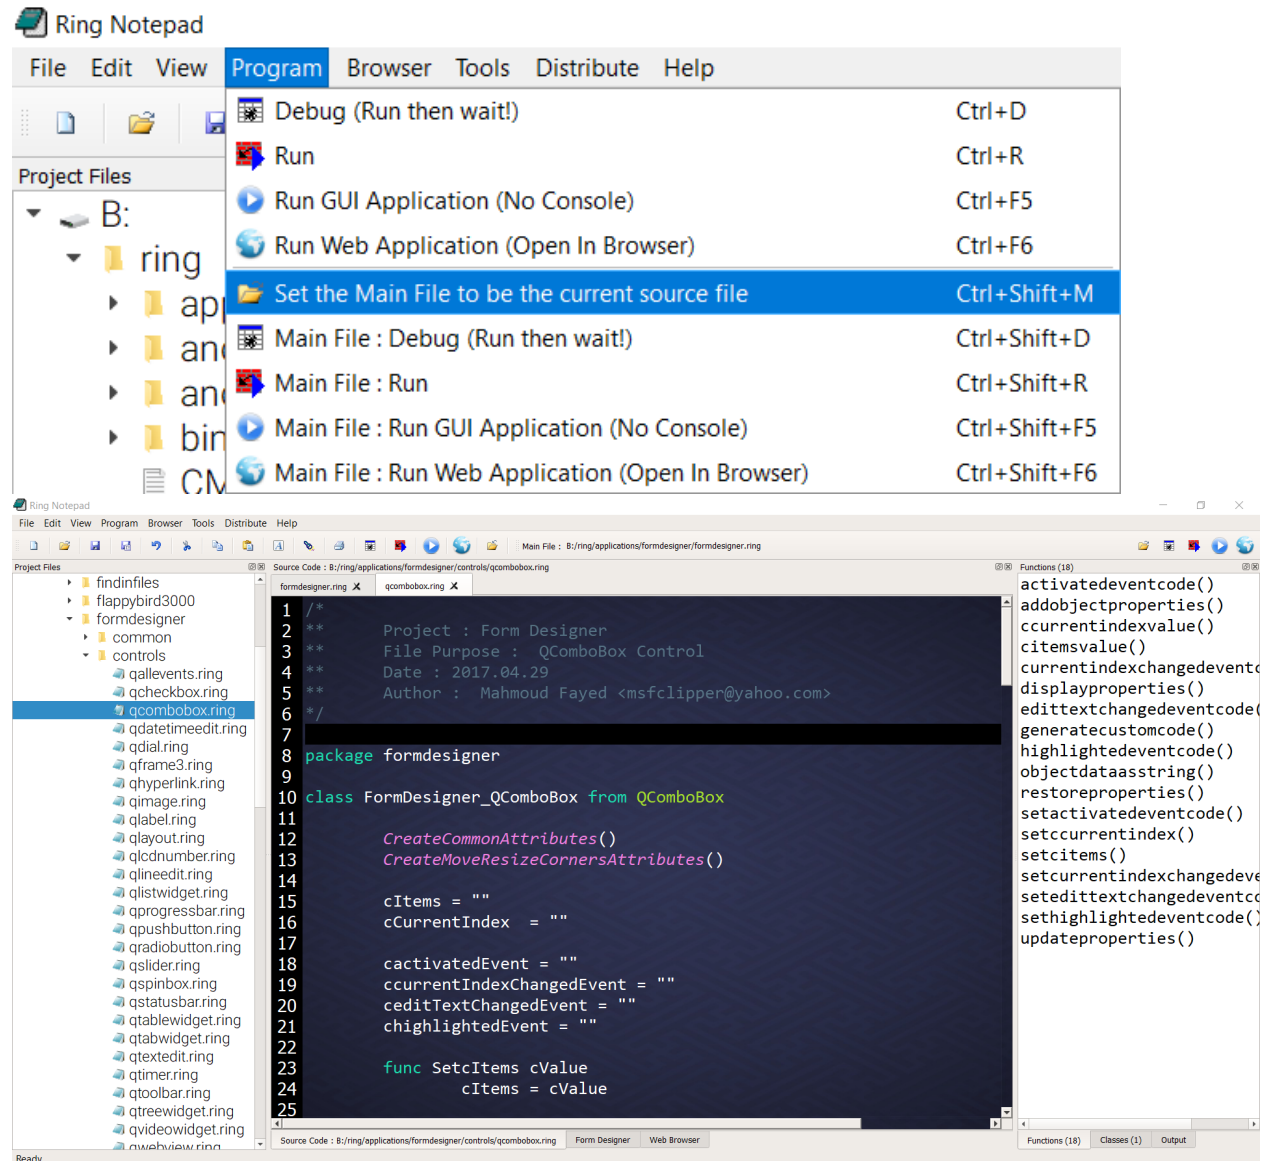 Ring Notepad
File Edit View Program Browser Tools Distribute Help
Debug (Run then wait!) Ctrl+D
Run Ctrl+R
Run GUI Application (No Console) Ctrl+F5
Run Web Application (Open In Browser) Ctrl+F6
Set the Main File to be the current source file Ctrl+Shift+M
Main File : Debug (Run then wait!) Ctrl+Shift+D
Main File : Run Ctrl+Shift+R
Main File : Run GUI Application (No Console) Ctrl+Shift+F5
Main File : Run Web Application (Open In Browser) Ctrl+Shift+F6
Project Files
B:
ring
app
and
and
bin
CM
Ring Notepad
File Edit View Program Browser Tools Distribute Help
Main File : B:/ring/applications/formdesigner/formdesigner.ring
Project Files
findinfiles
flappybird3000
formdesigner
common
controls
qallevents.ring
qcheckbox.ring
qcombobox.ring
qdatetimeedit.ring
qdial.ring
qframe3.ring
qhyperlink.ring
qimage.ring
qlabel.ring
qlayout.ring
qlcdnumber.ring
qlineedit.ring
qlistwidget.ring
qprogressbar.ring
qpushbutton.ring
qradiobutton.ring
qslider.ring
qspinbox.ring
qstatusbar.ring
qtablewidget.ring
qtabwidget.ring
qtextedit.ring
qtimer.ring
qtoolbar.ring
qtreewidget.ring
qvideowidget.ring
qwebview.ring
Source Code : B:/ring/applications/formdesigner/controls/qcombobox.ring
formdesigner.ring qcombobox.ring
1 /*
2 ** Project : Form Designer
3 ** File Purpose : QComboBox Control
4 ** Date : 2017.04.29
5 ** Author : Mahmoud Fayed <msfclipper@yahoo.com>
6 */
7
8 package formdesigner
9
10 class FormDesigner_QComboBox from QComboBox
11
12 CreateCommonAttributes()
13 CreateMoveResizeCornersAttributes()
14
15 cItems = ""
16 cCurrentIndex = ""
17
18 cactivatedEvent = ""
19 ccurrentIndexChangedEvent = ""
20 ceditTextChangedEvent = ""
21 chighlightedEvent = ""
22
23 func SetcItems cValue
24 cItems = cValue
25
Source Code : B:/ring/applications/formdesigner/controls/qcombobox.ring Form Designer Web Browser
Functions (18)
activatedeventcode()
addobjectproperties()
ccurrentindexvalue()
citemsvalue()
currentindexchangedeventc
displayproperties()
edittextchangedeventcode(
generatecustomcode()
highlightedeventcode()
objectdataasstring()
restoreproperties()
setactivatedeventcode()
setccurrentindex()
setcitems()
setcurrentindexchangedeve
setedittextchangedeventco
sethighlightedeventcode()
updateproperties()
Functions (18) Classes (1) Output
Ready